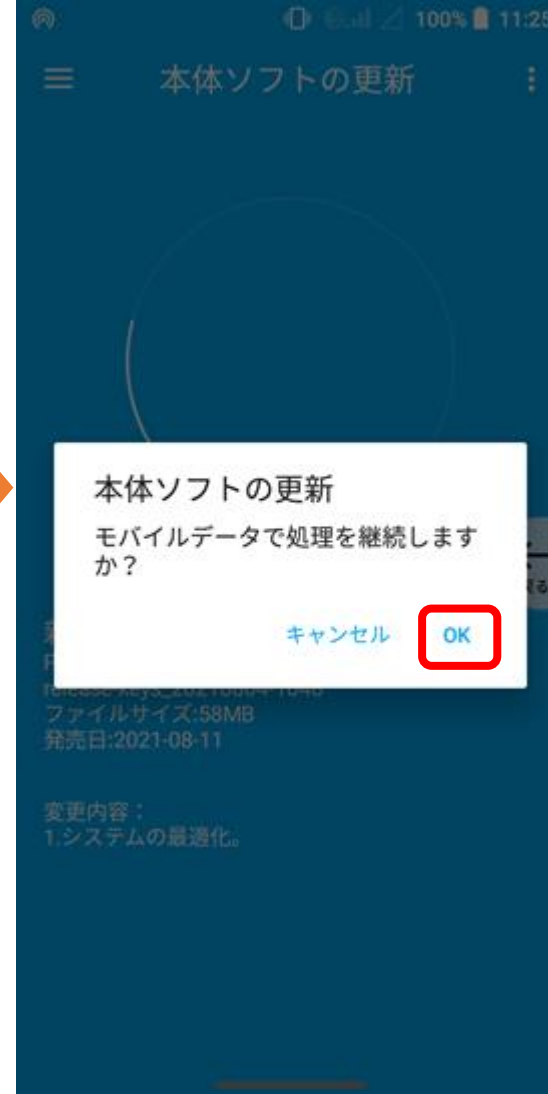 100% 11:25
本体ソフトの更新
本体ソフトの更新
モバイルデータで処理を継続します
か？
キャンセル OK
ファイルサイズ:58MB
発売日:2021-08-11
変更内容：
1.システムの最適化。